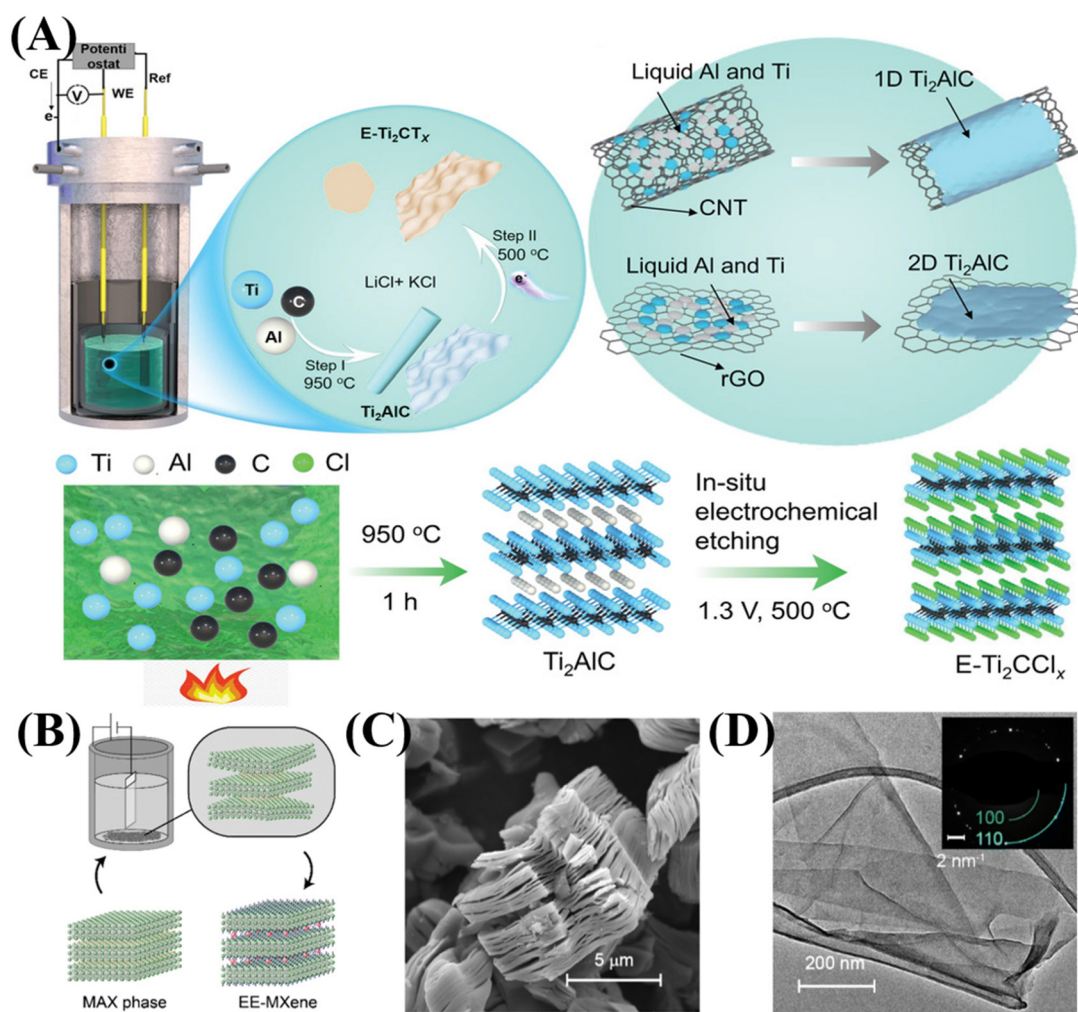 (A)
Potenti
ostat
CE
Ref
V
WE
e-
E-Ti₂CTₓ
Step II
500 °C
e
LiCl+ KCl
Ti
C
Al
Step I
950 °C
Ti₂AlC
Liquid Al and Ti
1D Ti₂AlC
CNT
Liquid Al and Ti
2D Ti₂AlC
rGO
Ti Al C Cl
950 °C
1 h
Ti₂AlC
In-situ
electrochemical
etching
1.3 V, 500 °C
E-Ti₂CClₓ
(B)
MAX phase
EE-MXene
(C)
5 μm
(D)
100
110
2 nm⁻¹
200 nm